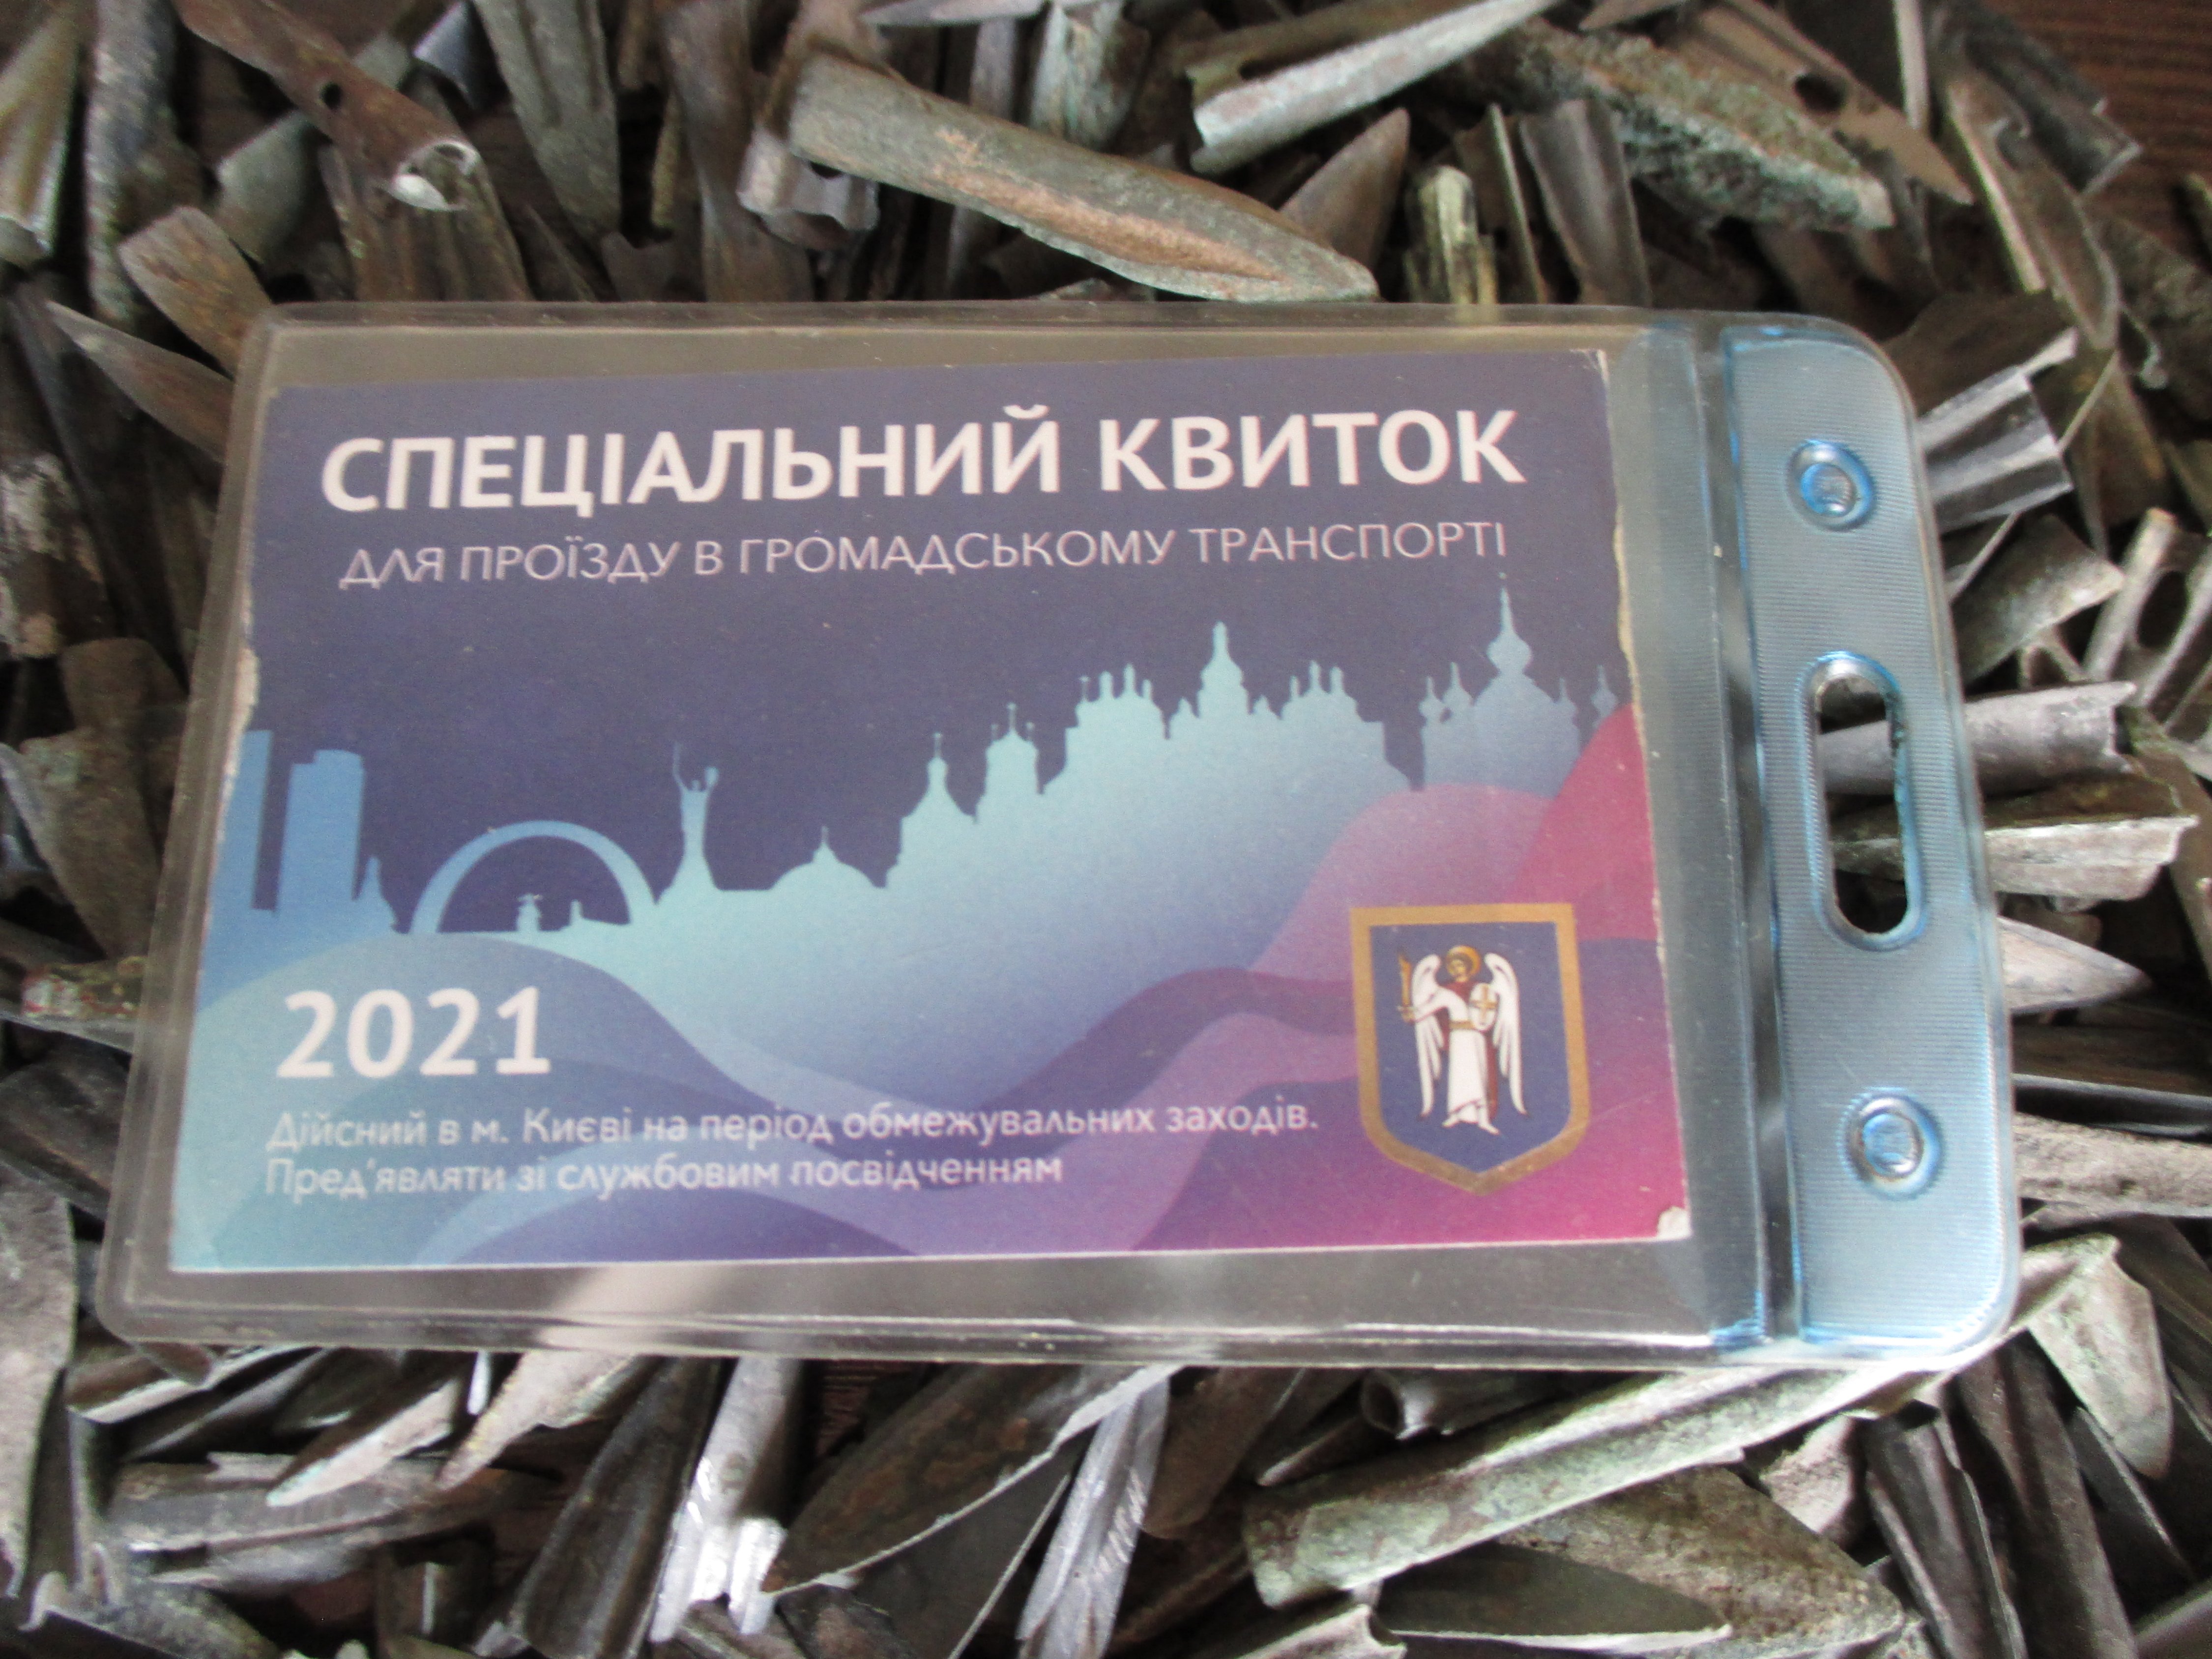 СПЕЦІАЛЬНИЙ КВИТОК
ДЛЯ ПРОЇЗДУ В ГРОМАДСЬКОМУ ТРАНСПОРТІ
2021
Дійсний в м. Києві на період обмежувальних заходів.
Пред'являти зі службовим посвідченням